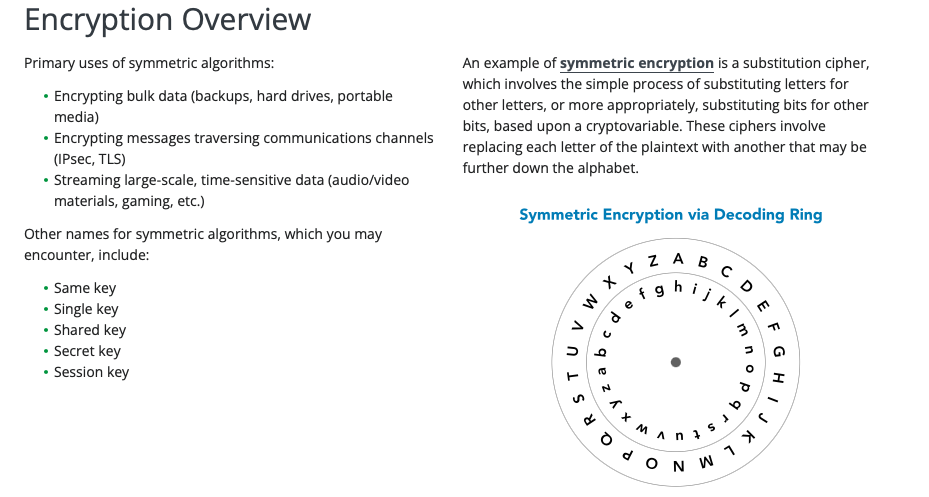 Encryption Overview
Primary uses of symmetric algorithms:
• Encrypting bulk data (backups, hard drives, portable
media)
• Encrypting messages traversing communications channels
(IPsec, TLS)
• Streaming large-scale, time-sensitive data (audio/video
materials, gaming, etc.)
Other names for symmetric algorithms, which you may
encounter, include:
• Same key
• Single key
• Shared key
• Secret key
• Session key
An example of symmetric encryption is a substitution cipher,
which involves the simple process of substituting letters for
other letters, or more appropriately, substituting bits for other
bits, based upon a cryptovariable. These ciphers involve
replacing each letter of the plaintext with another that may be
further down the alphabet.
Symmetric Encryption via Decoding Ring
A B C D E F G H I J K L M N O P Q R S T U V W X Y Z
h i j k l m n o p q r s t u v w x y z a b c d e f g